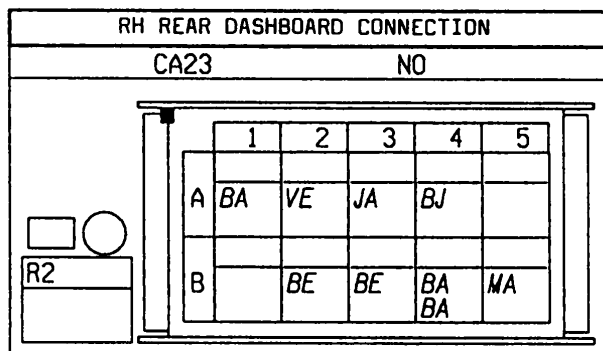 RH REAR DASHBOARD CONNECTION
CA23 NO
1 2 3 4 5
A BA VE JA BJ
R2
B BE BE BA MA
BA